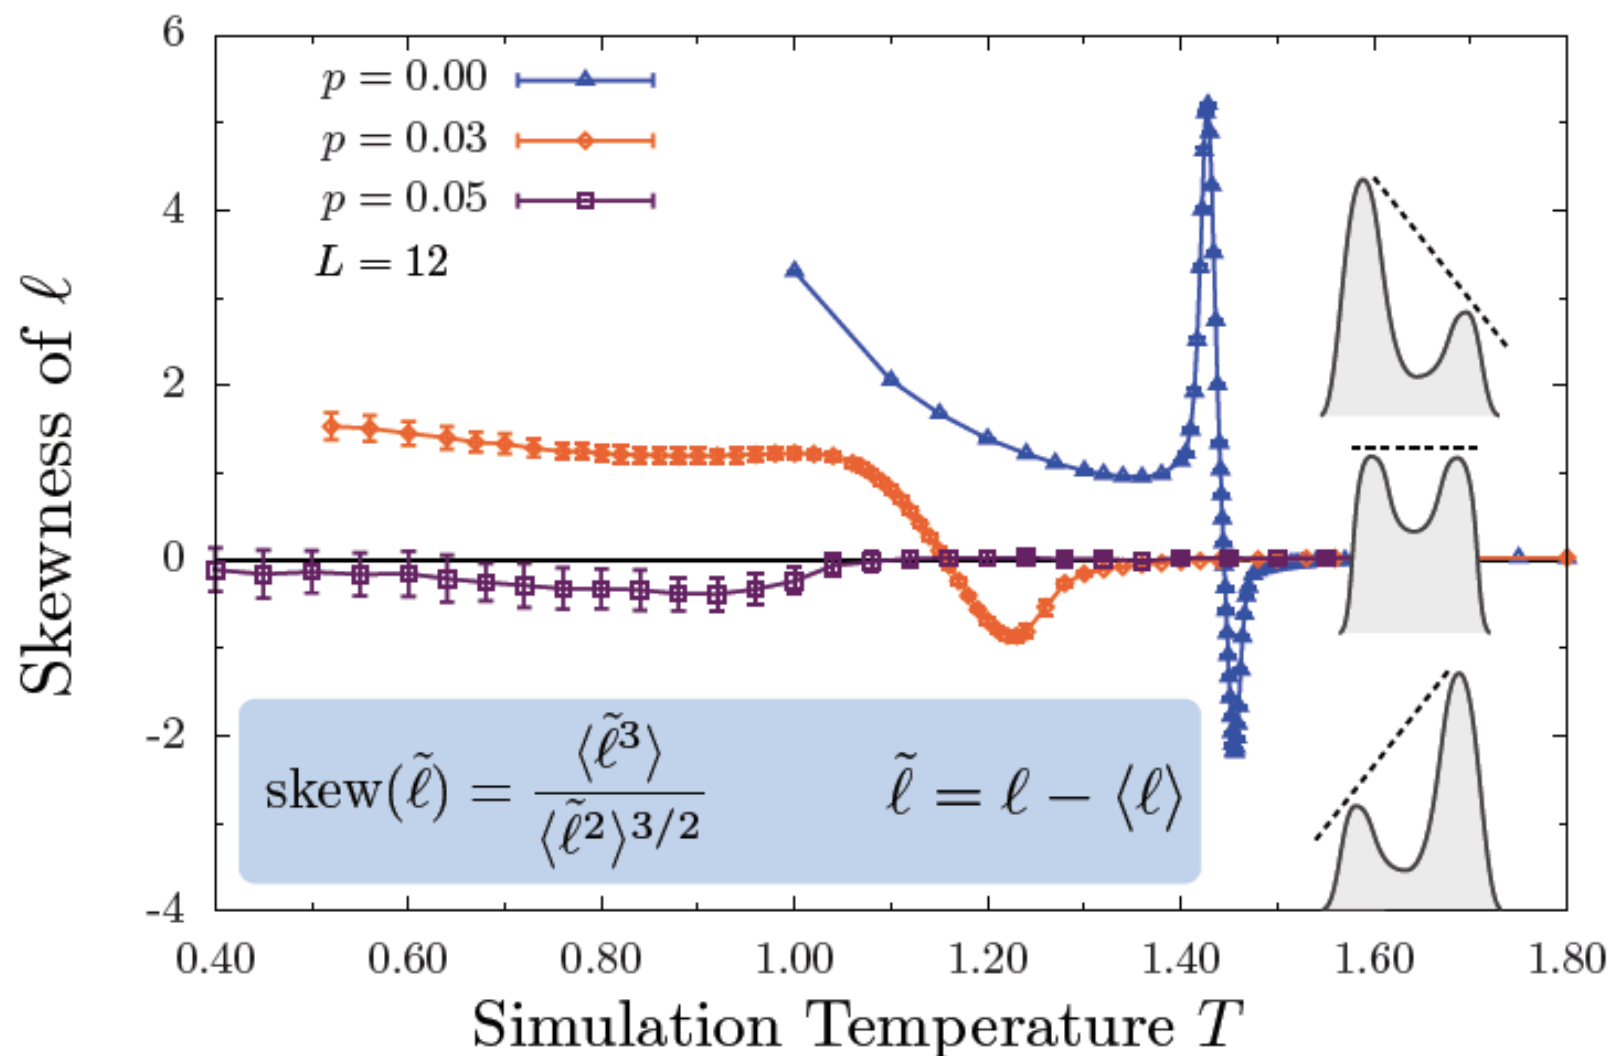 6
4
2
0
-2
-4
Skewness of ℓ
p = 0.00
p = 0.03
p = 0.05
L = 12
skew(ℓ̃) = ⟨ℓ̃³⟩ / ⟨ℓ̃²⟩^{3/2}    ℓ̃ = ℓ − ⟨ℓ⟩
0.40 0.60 0.80 1.00 1.20 1.40 1.60 1.80
Simulation Temperature T